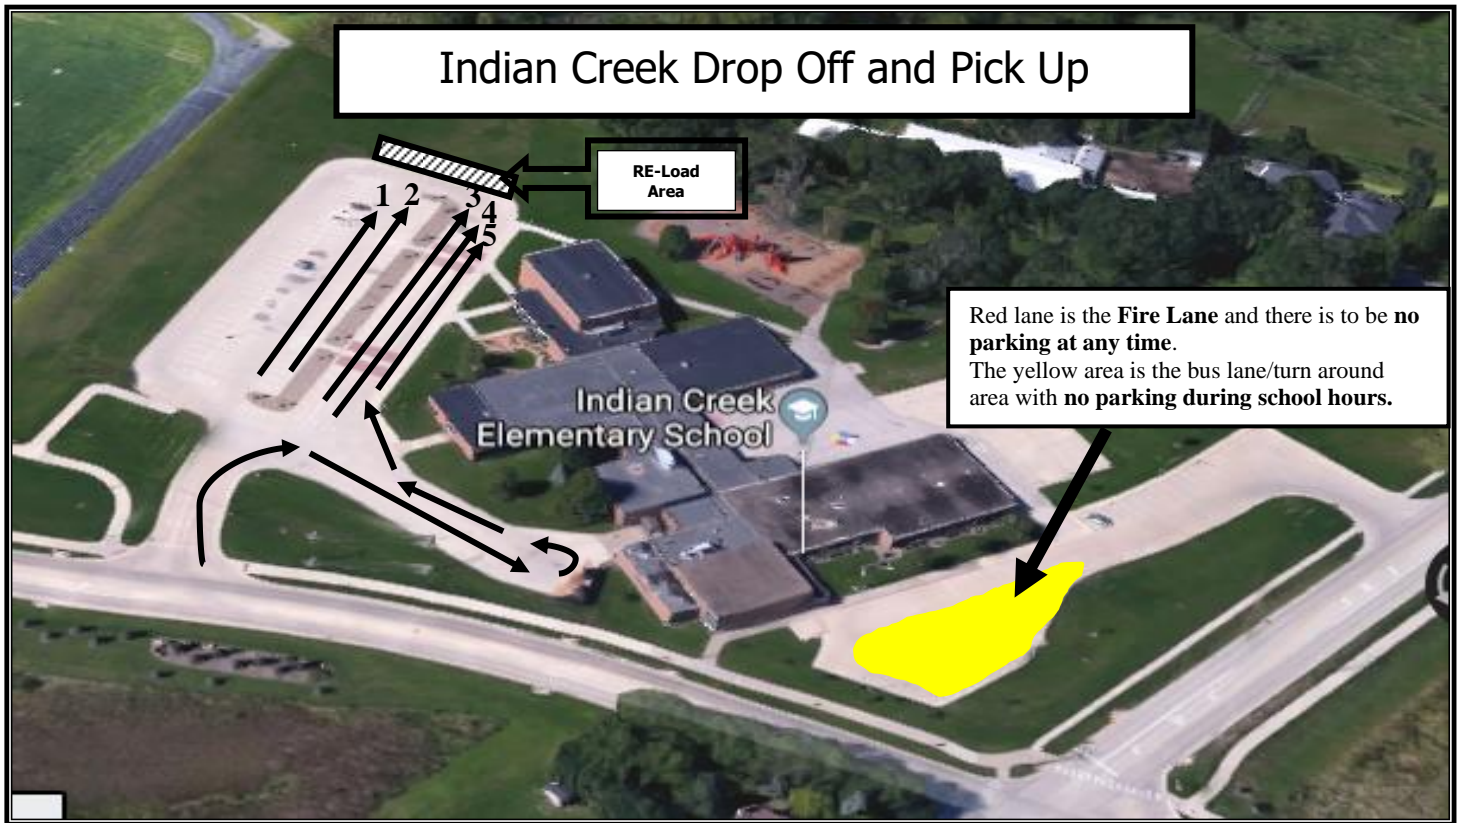 Indian Creek Drop Off and Pick Up
RE-Load
Area
1 2 3
4
5
Red lane is the Fire Lane and there is to be no
parking at any time.
The yellow area is the bus lane/turn around
area with no parking during school hours.
Indian Creek
Elementary School